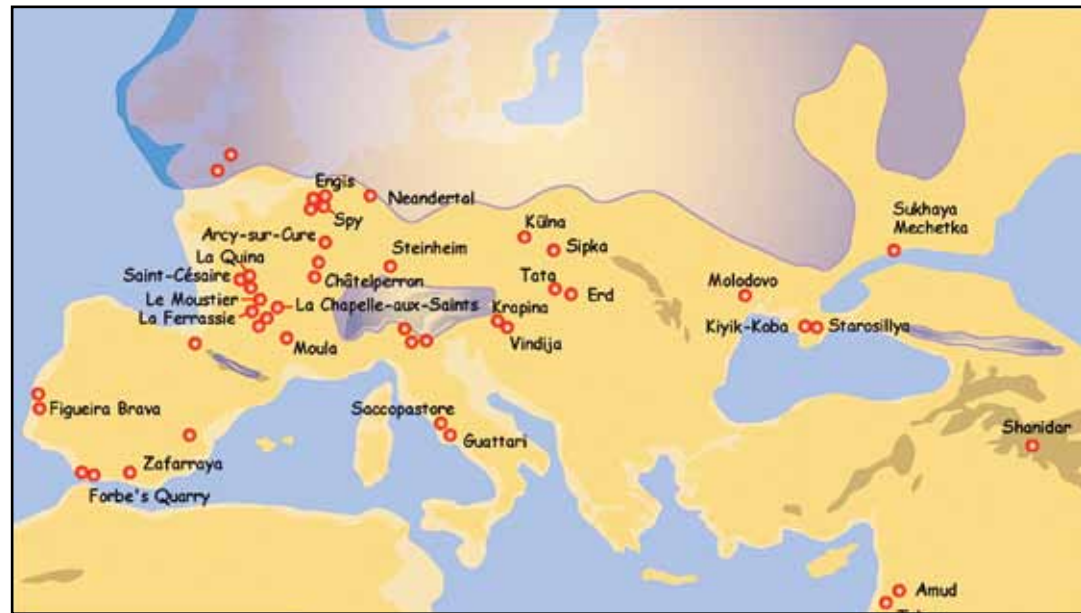 Engis
Neandertal
Spy
Sukhaya
Mechetka
Arcy-sur-Cure
Külna
Steinheim
Sipka
La Quina
Saint-Césaire
Châtelperron
Tata
Molodovo
Le Moustier
La Chapelle-aux-Saints
Krapina
Erd
La Ferrassie
Kiyik-Koba
Starosillya
Moula
Vindija
Figueira Brava
Saccopastore
Guattari
Shanidar
Zafarraya
Forbe's Quarry
Amud